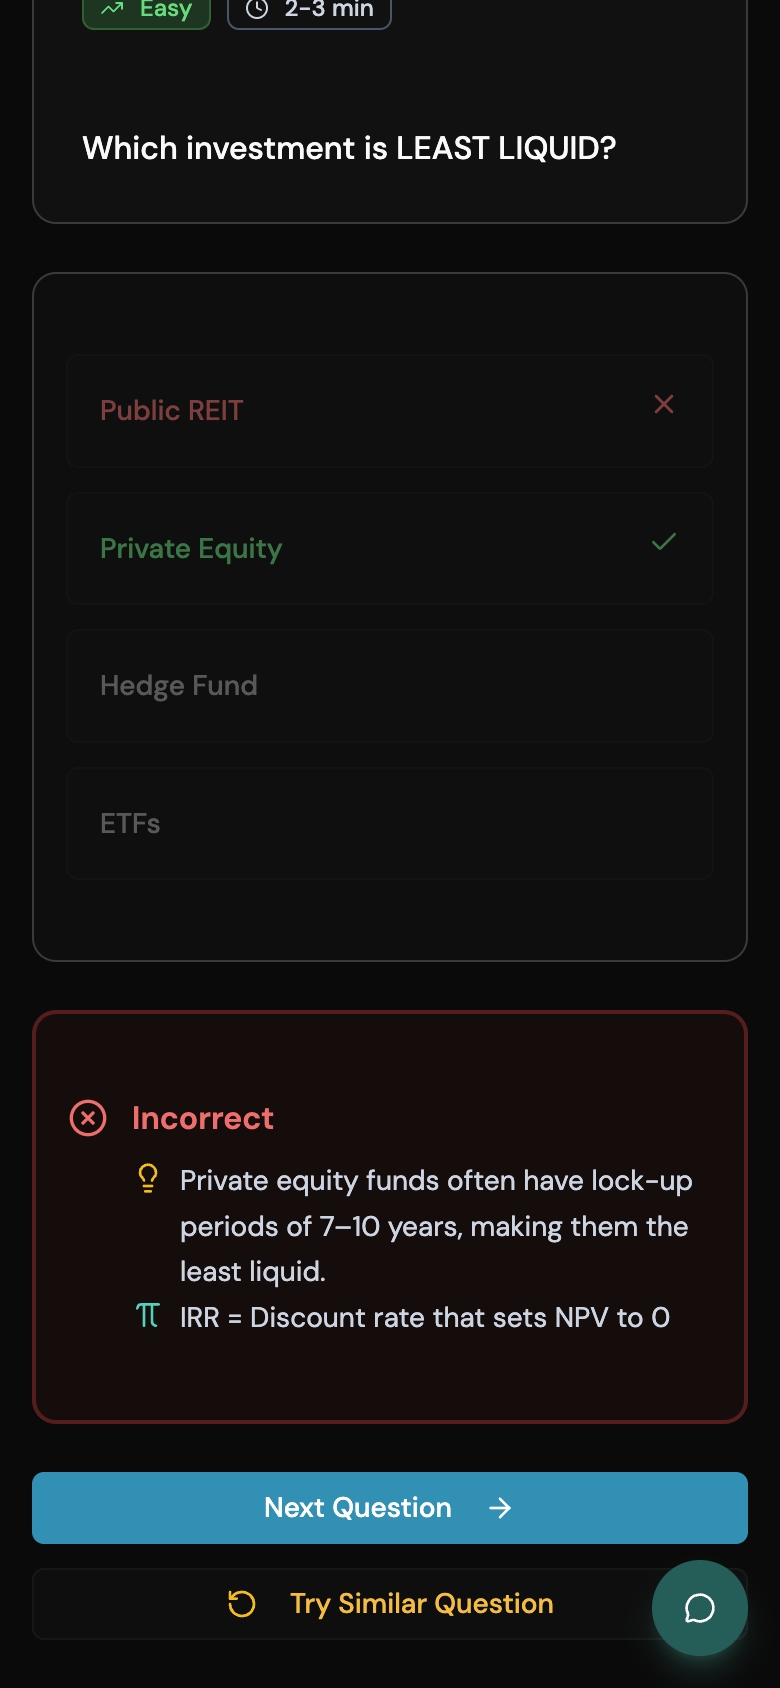 Easy
2-3 min
Which investment is LEAST LIQUID?
Public REIT
Private Equity
Hedge Fund
ETFs
Incorrect
Private equity funds often have lock-up
periods of 7–10 years, making them the
least liquid.
IRR = Discount rate that sets NPV to 0
Next Question
Try Similar Question